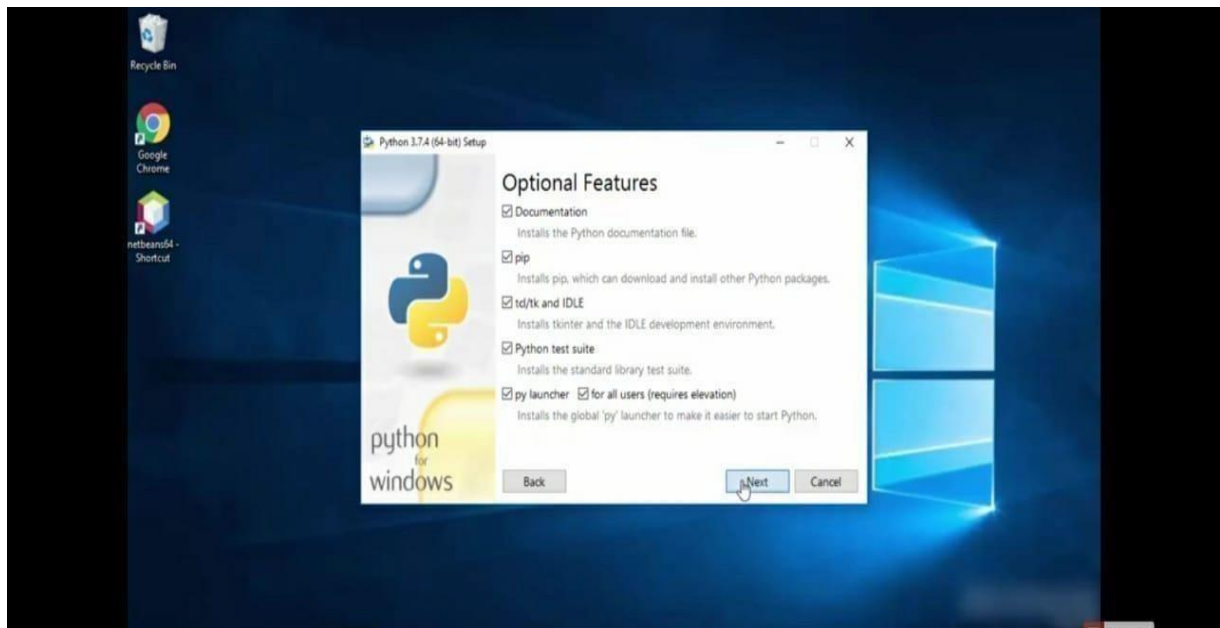 Recycle Bin
Google
Chrome
netbeans64 -
Shortcut
Python 3.7.4 (64-bit) Setup
Optional Features
Documentation
Installs the Python documentation file.
pip
Installs pip, which can download and install other Python packages.
td/tk and IDLE
Installs tkinter and the IDLE development environment.
Python test suite
Installs the standard library test suite.
py launcher for all users (requires elevation)
Installs the global 'py' launcher to make it easier to start Python.
python
for
windows
Back Next Cancel